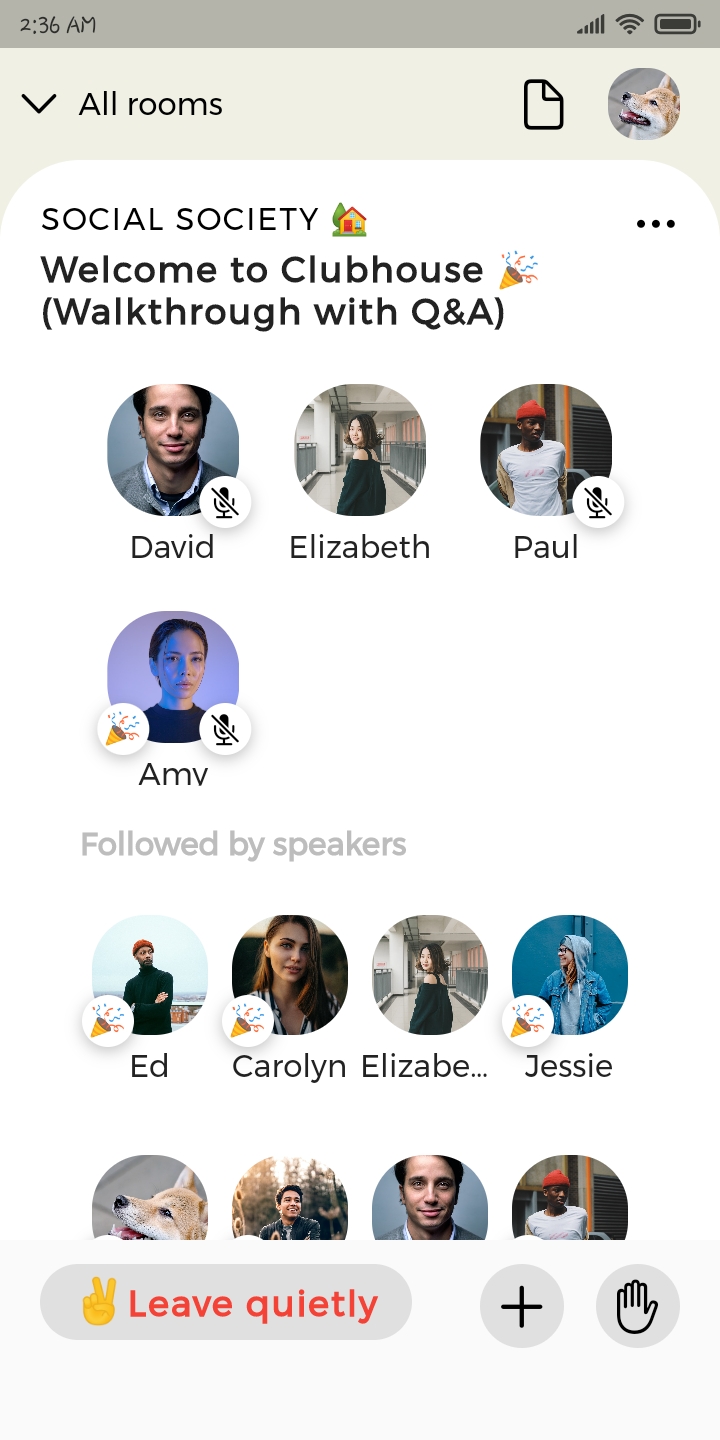 2:36 AM
All rooms
SOCIAL SOCIETY 🏡
Welcome to Clubhouse 🎉
(Walkthrough with Q&A)
David
Elizabeth
Paul
Amy
Followed by speakers
Ed
Carolyn
Elizabe...
Jessie
✌️Leave quietly